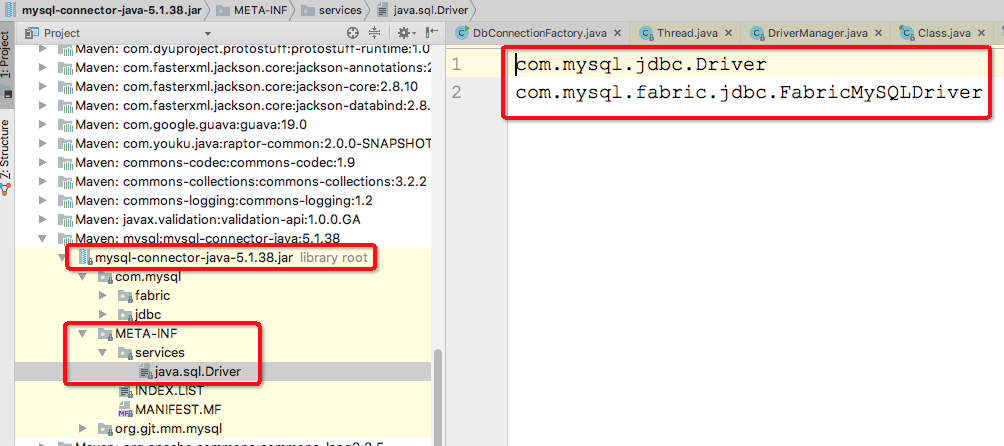 mysql-connector-java-5.1.38.jar META-INF services java.sql.Driver
1: Project
Z: Structure
Project
Maven: com.dyuproject.protostuff:protostuff-runtime:1.0
Maven: com.fasterxml.jackson.core:jackson-annotations:2
Maven: com.fasterxml.jackson.core:jackson-core:2.8.10
Maven: com.fasterxml.jackson.core:jackson-databind:2.8.
Maven: com.google.guava:guava:19.0
Maven: com.youku.java:raptor-common:2.0.0-SNAPSHOT
Maven: commons-codec:commons-codec:1.9
Maven: commons-collections:commons-collections:3.2.2
Maven: commons-logging:commons-logging:1.2
Maven: javax.validation:validation-api:1.0.0.GA
Maven: mysql:mysql-connector-java:5.1.38
mysql-connector-java-5.1.38.jar library root
com.mysql
fabric
jdbc
META-INF
services
java.sql.Driver
INDEX.LIST
MANIFEST.MF
org.gjt.mm.mysql
Maven: org.apache.commons:commons-lang3:3.5
DbConnectionFactory.java Thread.java DriverManager.java Class.java
1 com.mysql.jdbc.Driver
2 com.mysql.fabric.jdbc.FabricMySQLDriver